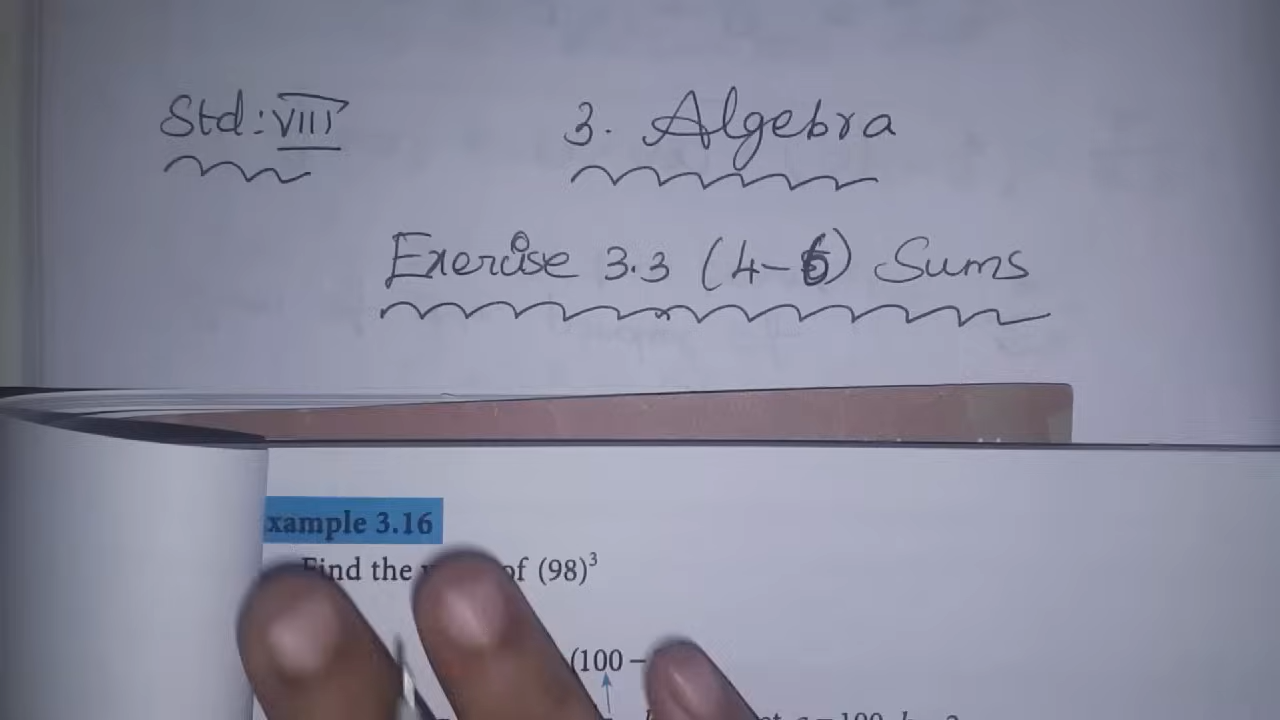 Std: VIII
3. Algebra
Exercise 3.3 (4-6) Sums
xample 3.16
Find the of (98)³
(100 –
a = 100, b